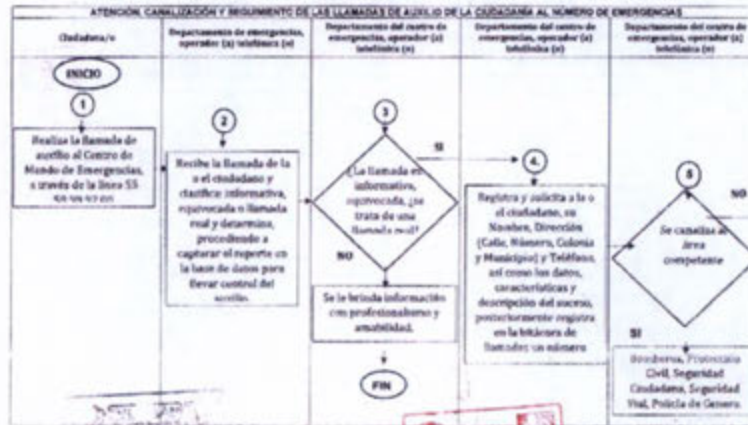 ATENCIÓN, CANALIZACIÓN Y SEGUIMIENTO DE LAS LLAMADAS DE AUXILIO DE LA CIUDADANÍA AL NÚMERO DE EMERGENCIAS
Ciudadana/o
Departamento de emergencias,
operador (a) telefónica (o)
Departamento del centro de
emergencias, operador (a)
telefónica (o)
Departamento del centro de
emergencias, operador (a)
telefónica (o)
Departamento del centro de
emergencias, operador (a)
telefónica (o)
INICIO
1
Realiza la llamada de
auxilio al Centro de
Mando de Emergencias,
a través de la línea 55
2
Recibe la llamada de la
o el ciudadano y
clasifica: informativa,
equivocada o llamada
real y determina,
procediendo a
capturar el reporte en
la base de datos para
llevar control del
auxilio.
3
¿La llamada es
informativa,
equivocada, ¿se
trata de una
llamada real?
SI
NO
Se le brinda información
con profesionalismo y
amabilidad.
FIN
4.
Registra y solicita a la o
el ciudadano, su
Nombre, Dirección
(Calle, Número, Colonia
y Municipio) y Teléfono,
así como los datos,
características y
descripción del suceso,
posteriormente registra
en la bitácora de
llamadas un número
5
NO
Se canaliza al
área
competente
SI
Bomberos, Protección
Civil, Seguridad
Ciudadana, Seguridad
Vial, Policía de Genero.